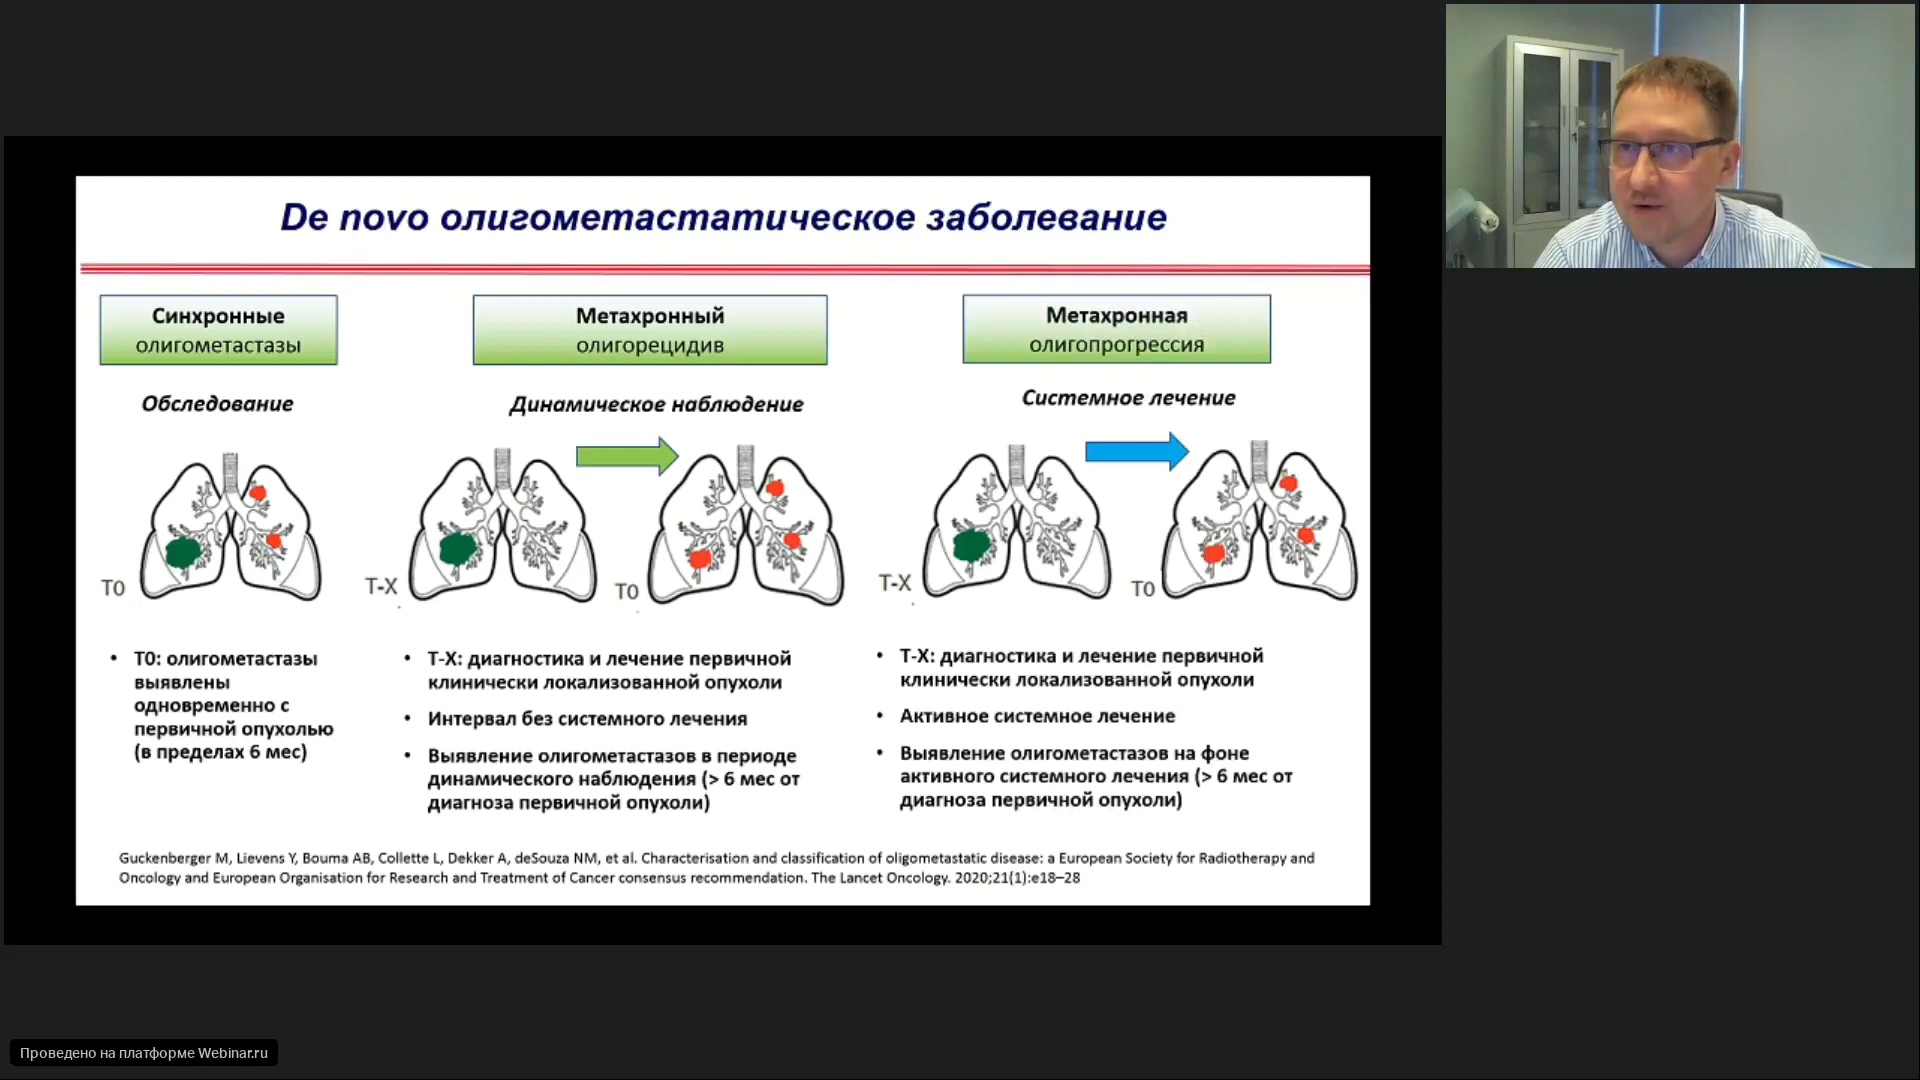 De novo олигометастатическое заболевание
Синхронные
олигометастазы
Обследование
T0
• T0: олигометастазы
выявлены
одновременно с
первичной опухолью
(в пределах 6 мес)
Метахронный
олигорецидив
Динамическое наблюдение
T-X
T0
• T-X: диагностика и лечение первичной
клинически локализованной опухоли
• Интервал без системного лечения
• Выявление олигометастазов в периоде
динамического наблюдения (> 6 мес от
диагноза первичной опухоли)
Метахронная
олигопрогрессия
Системное лечение
T-X
T0
• T-X: диагностика и лечение первичной
клинически локализованной опухоли
• Активное системное лечение
• Выявление олигометастазов на фоне
активного системного лечения (> 6 мес от
диагноза первичной опухоли)
Guckenberger M, Lievens Y, Bouma AB, Collette L, Dekker A, deSouza NM, et al. Characterisation and classification of oligometastatic disease: a European Society for Radiotherapy and
Oncology and European Organisation for Research and Treatment of Cancer consensus recommendation. The Lancet Oncology. 2020;21(1):e18–28
Проведено на платформе Webinar.ru